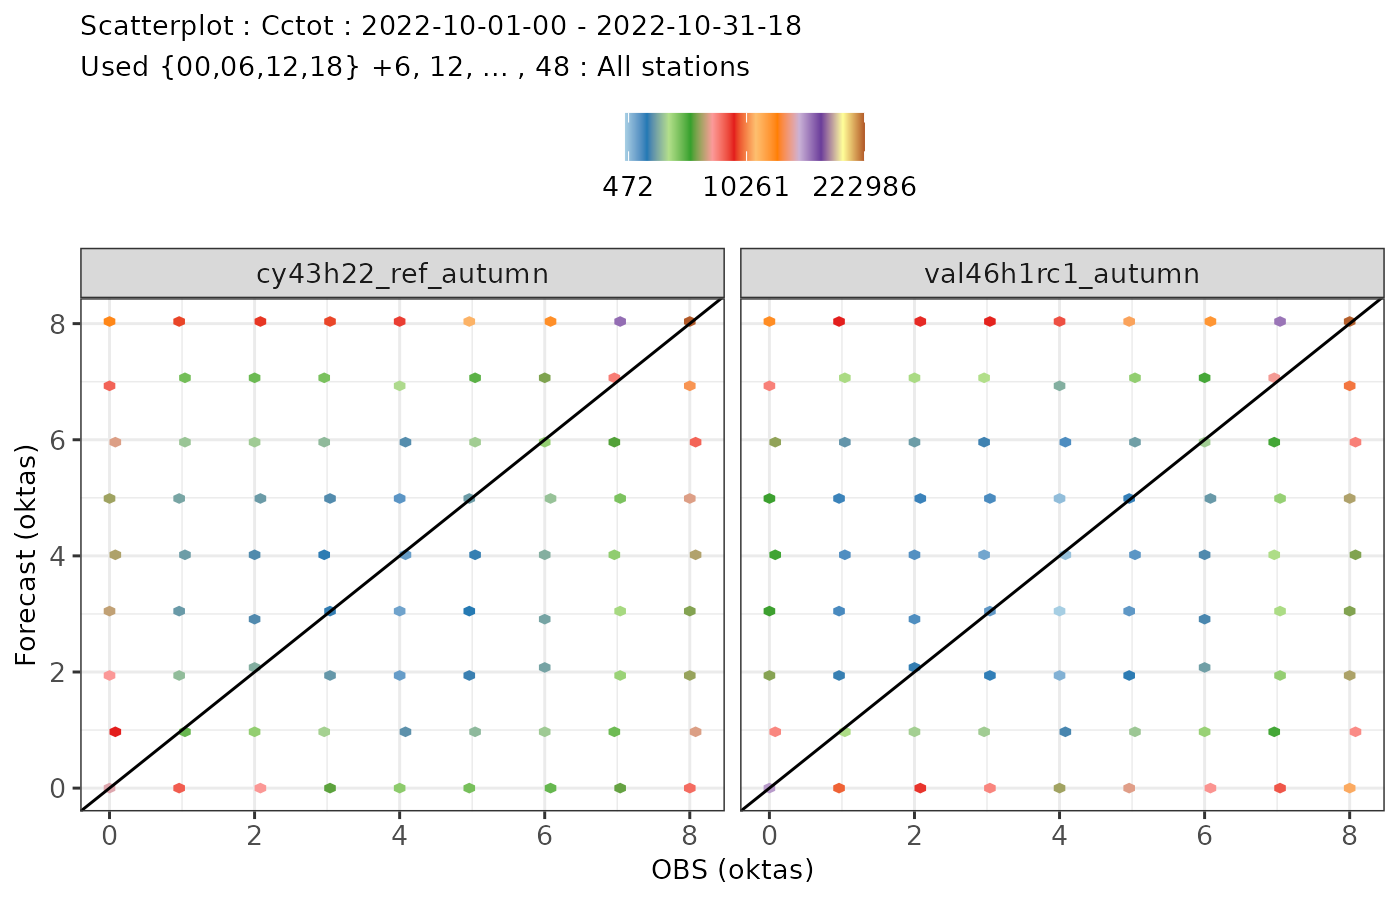 Scatterplot : Cctot : 2022-10-01-00 - 2022-10-31-18
Used {00,06,12,18} +6, 12, ... , 48 : All stations
472 10261 222986
cy43h22_ref_autumn val46h1rc1_autumn
Forecast (oktas)
8
6
4
2
0
0 2 4 6 8 0 2 4 6 8
OBS (oktas)